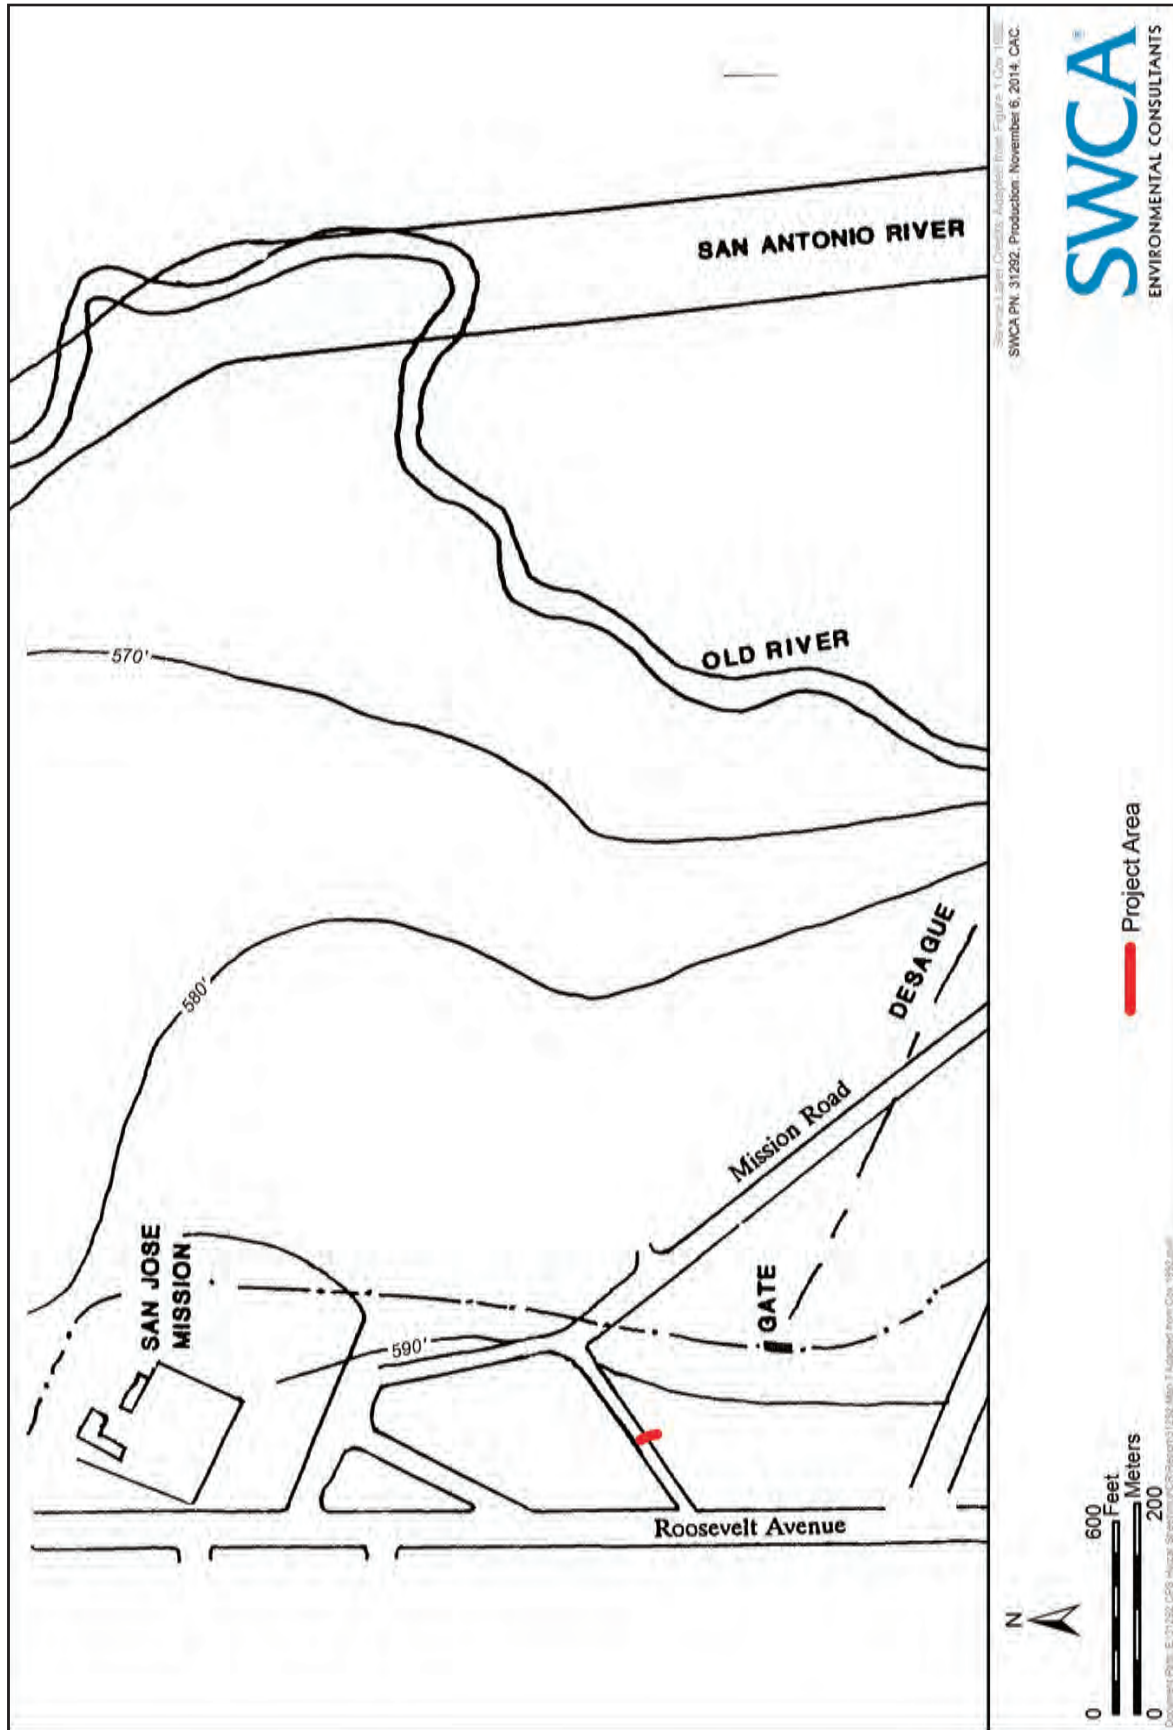 SAN JOSE
MISSION
580'
570'
590'
SAN ANTONIO RIVER
OLD RIVER
Mission Road
DESAGUE
GATE
Roosevelt Avenue
N
0 600
Feet
Meters
0 200
Project Area
SWCA PN. 31292, Production: November 6, 2014, CAC.
SWCA®
ENVIRONMENTAL CONSULTANTS